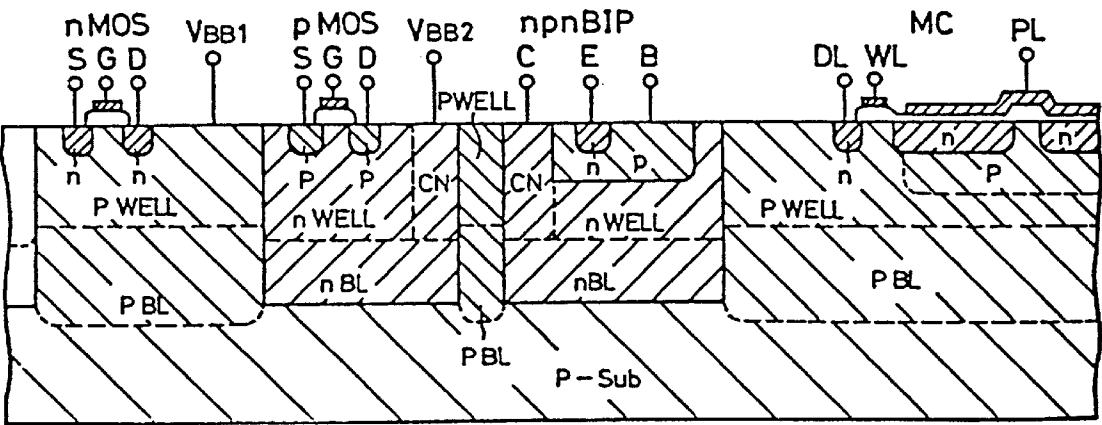 nMOS VBB1 pMOS VBB2 npnBIP MC PL
S G D S G D C E B DL WL
PWELL
n n P P CN CN n p n n n P
P WELL n WELL n WELL P WELL
P BL n BL nBL P BL
P BL
P-Sub